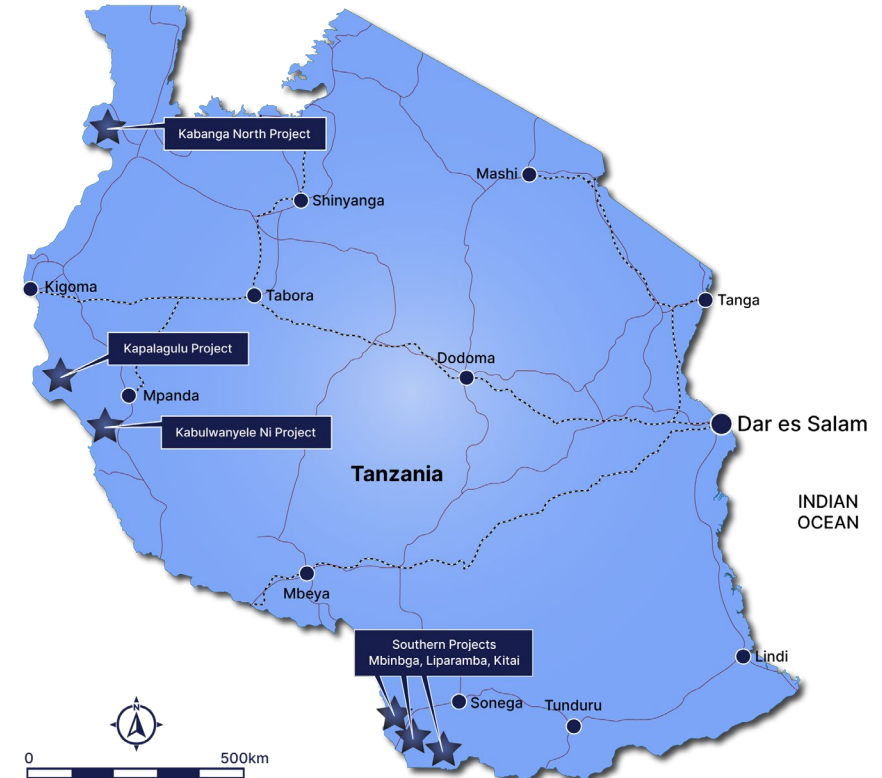 Kabanga North Project
Mashi
Shinyanga
Kigoma
Tabora
Tanga
Kapalagulu Project
Dodoma
Mpanda
Kabulwanyele Ni Project
Dar es Salam
Tanzania
INDIAN
OCEAN
Mbeya
Southern Projects
Mbinbga, Liparamba, Kitai
Lindi
Sonega
Tunduru
N
0 500km